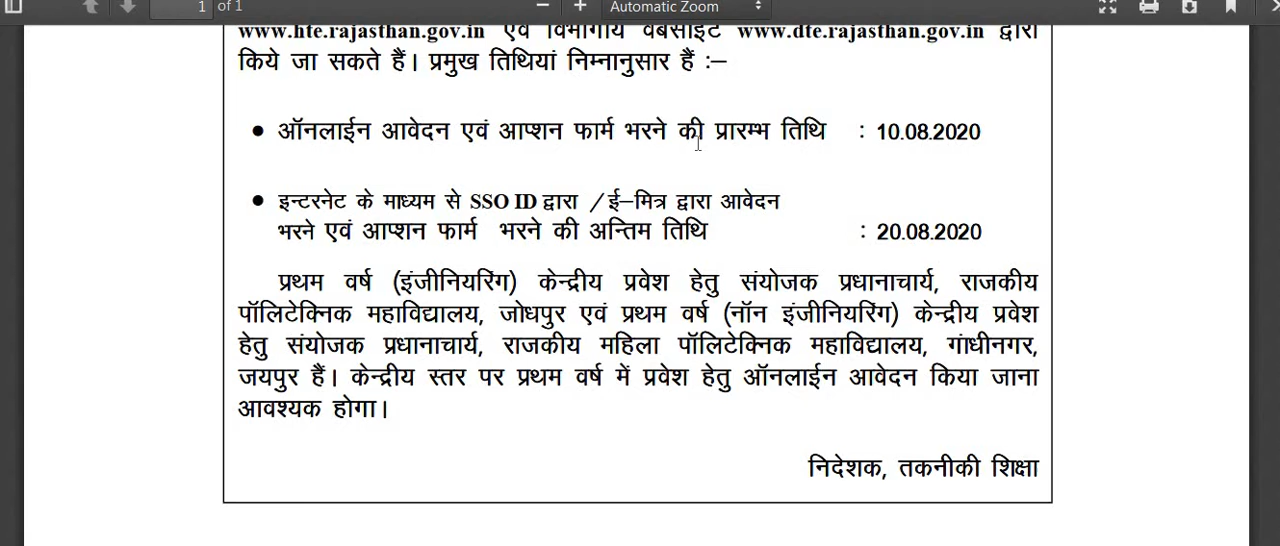 1 of 1 Automatic Zoom
www.hte.rajasthan.gov.in एवं विभागीय वेबसाइट www.dte.rajasthan.gov.in द्वारा
किये जा सकते हैं। प्रमुख तिथियां निम्नानुसार हैं :–
• ऑनलाईन आवेदन एवं आप्शन फार्म भरने की प्रारम्भ तिथि : 10.08.2020
• इन्टरनेट के माध्यम से SSO ID द्वारा /ई–मित्र द्वारा आवेदन
भरने एवं आप्शन फार्म भरने की अन्तिम तिथि : 20.08.2020
प्रथम वर्ष (इंजीनियरिंग) केन्द्रीय प्रवेश हेतु संयोजक प्रधानाचार्य, राजकीय
पॉलिटेक्निक महाविद्यालय, जोधपुर एवं प्रथम वर्ष (नॉन इंजीनियरिंग) केन्द्रीय प्रवेश
हेतु संयोजक प्रधानाचार्य, राजकीय महिला पॉलिटेक्निक महाविद्यालय, गांधीनगर,
जयपुर हैं। केन्द्रीय स्तर पर प्रथम वर्ष में प्रवेश हेतु ऑनलाईन आवेदन किया जाना
आवश्यक होगा।
निदेशक, तकनीकी शिक्षा